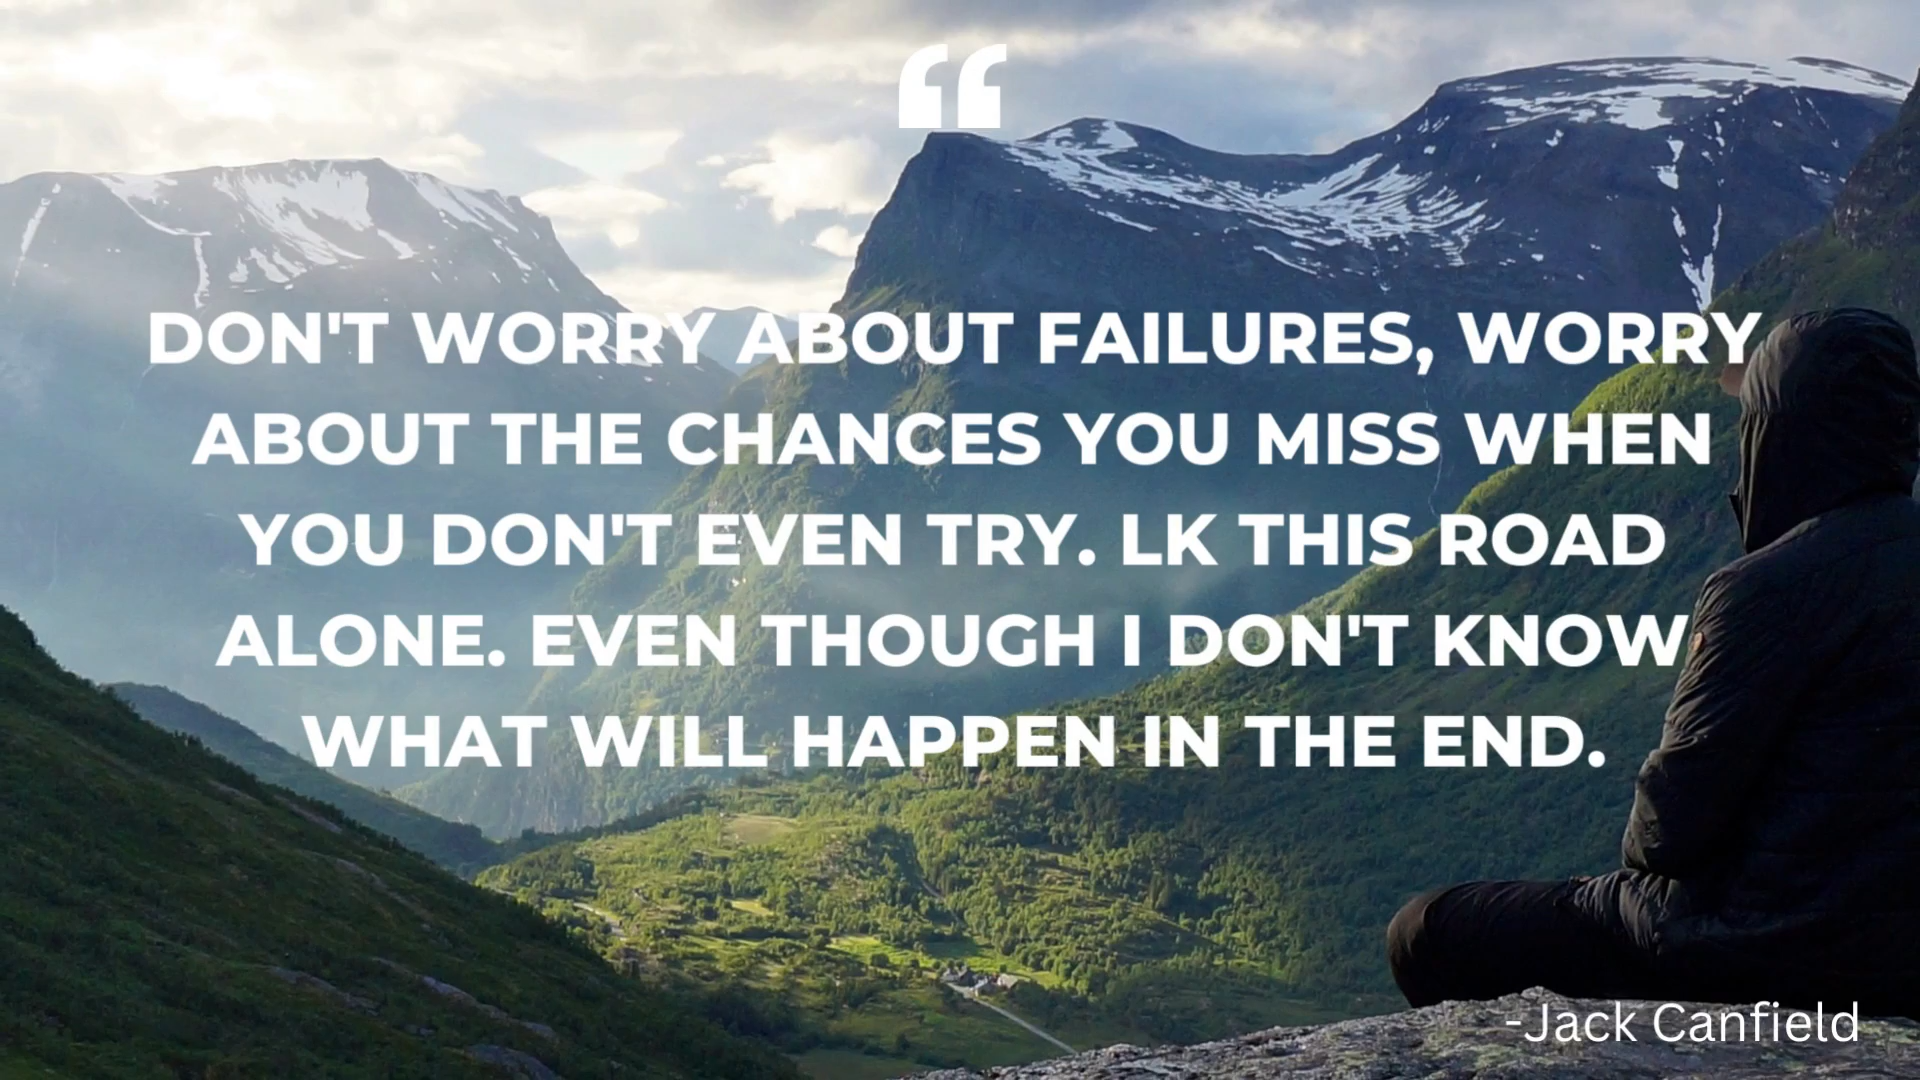 “
DON'T WORRY ABOUT FAILURES, WORRY
ABOUT THE CHANCES YOU MISS WHEN
YOU DON'T EVEN TRY. LK THIS ROAD
ALONE. EVEN THOUGH I DON'T KNOW
WHAT WILL HAPPEN IN THE END.
-Jack Canfield